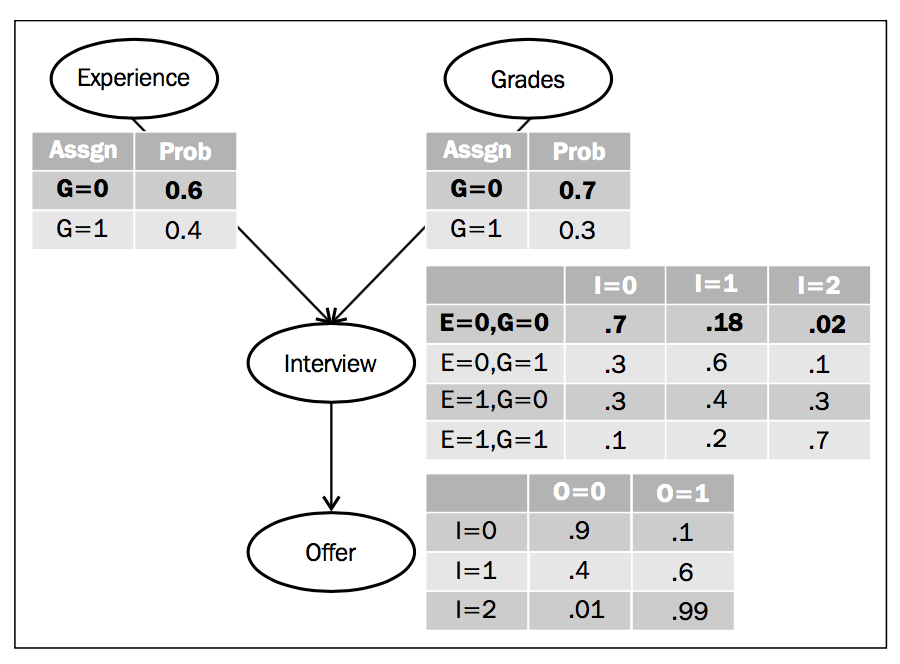 Experience
Grades
Assgn Prob
G=0 0.6
G=1 0.4
Assgn Prob
G=0 0.7
G=1 0.3
I=0 I=1 I=2
E=0,G=0 .7 .18 .02
E=0,G=1 .3 .6 .1
E=1,G=0 .3 .4 .3
E=1,G=1 .1 .2 .7
Interview
O=0 O=1
I=0 .9 .1
I=1 .4 .6
I=2 .01 .99
Offer